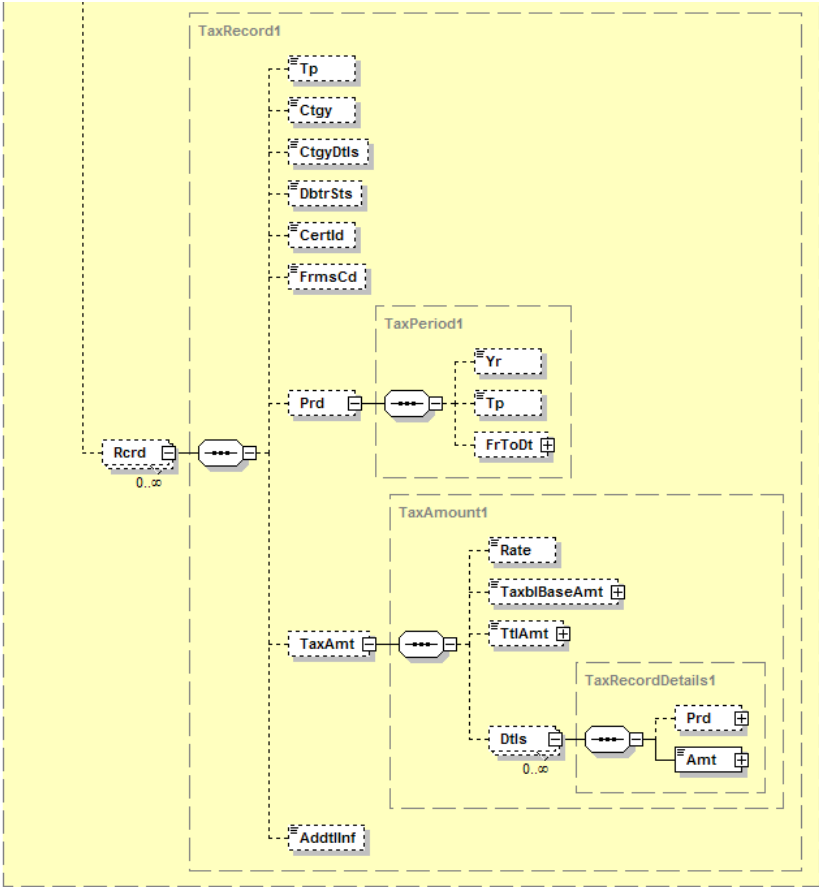 TaxRecord1
Tp
Ctgy
CtgyDtls
DbtrSts
CertId
FrmsCd
TaxPeriod1
Yr
Prd
Tp
FrToDt
Rcrd
0..∞
TaxAmount1
Rate
TaxblBaseAmt
TtlAmt
TaxAmt
TaxRecordDetails1
Prd
Dtls
Amt
0..∞
AddtlInf